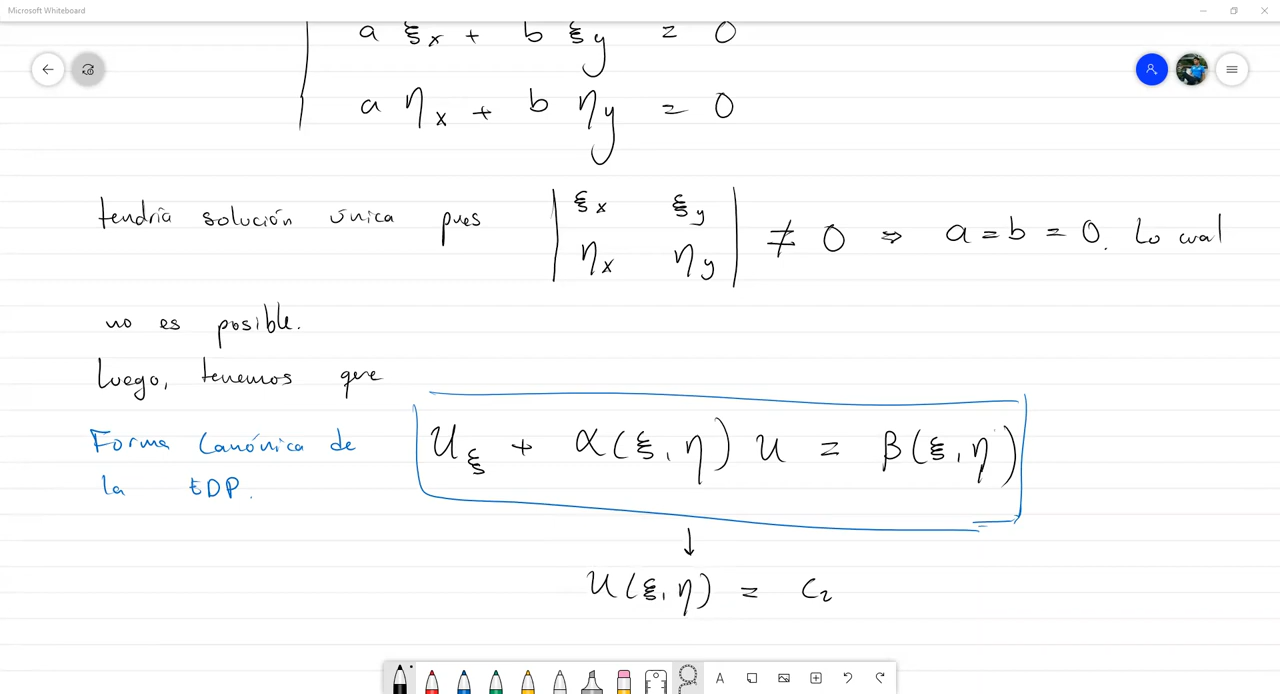 Microsoft Whiteboard
a ξx + b ξy = 0
a ηx + b ηy = 0
tendría solución única pues | ξx ξy | ≠ 0 ⇒ a = b = 0. Lo cual
| ηx ηy |
no es posible.
Luego, tenemos que
Forma Canónica de
la EDP.
uξ + α(ξ, η) u = β(ξ, η)
↓
u(ξ, η) = c₂
A